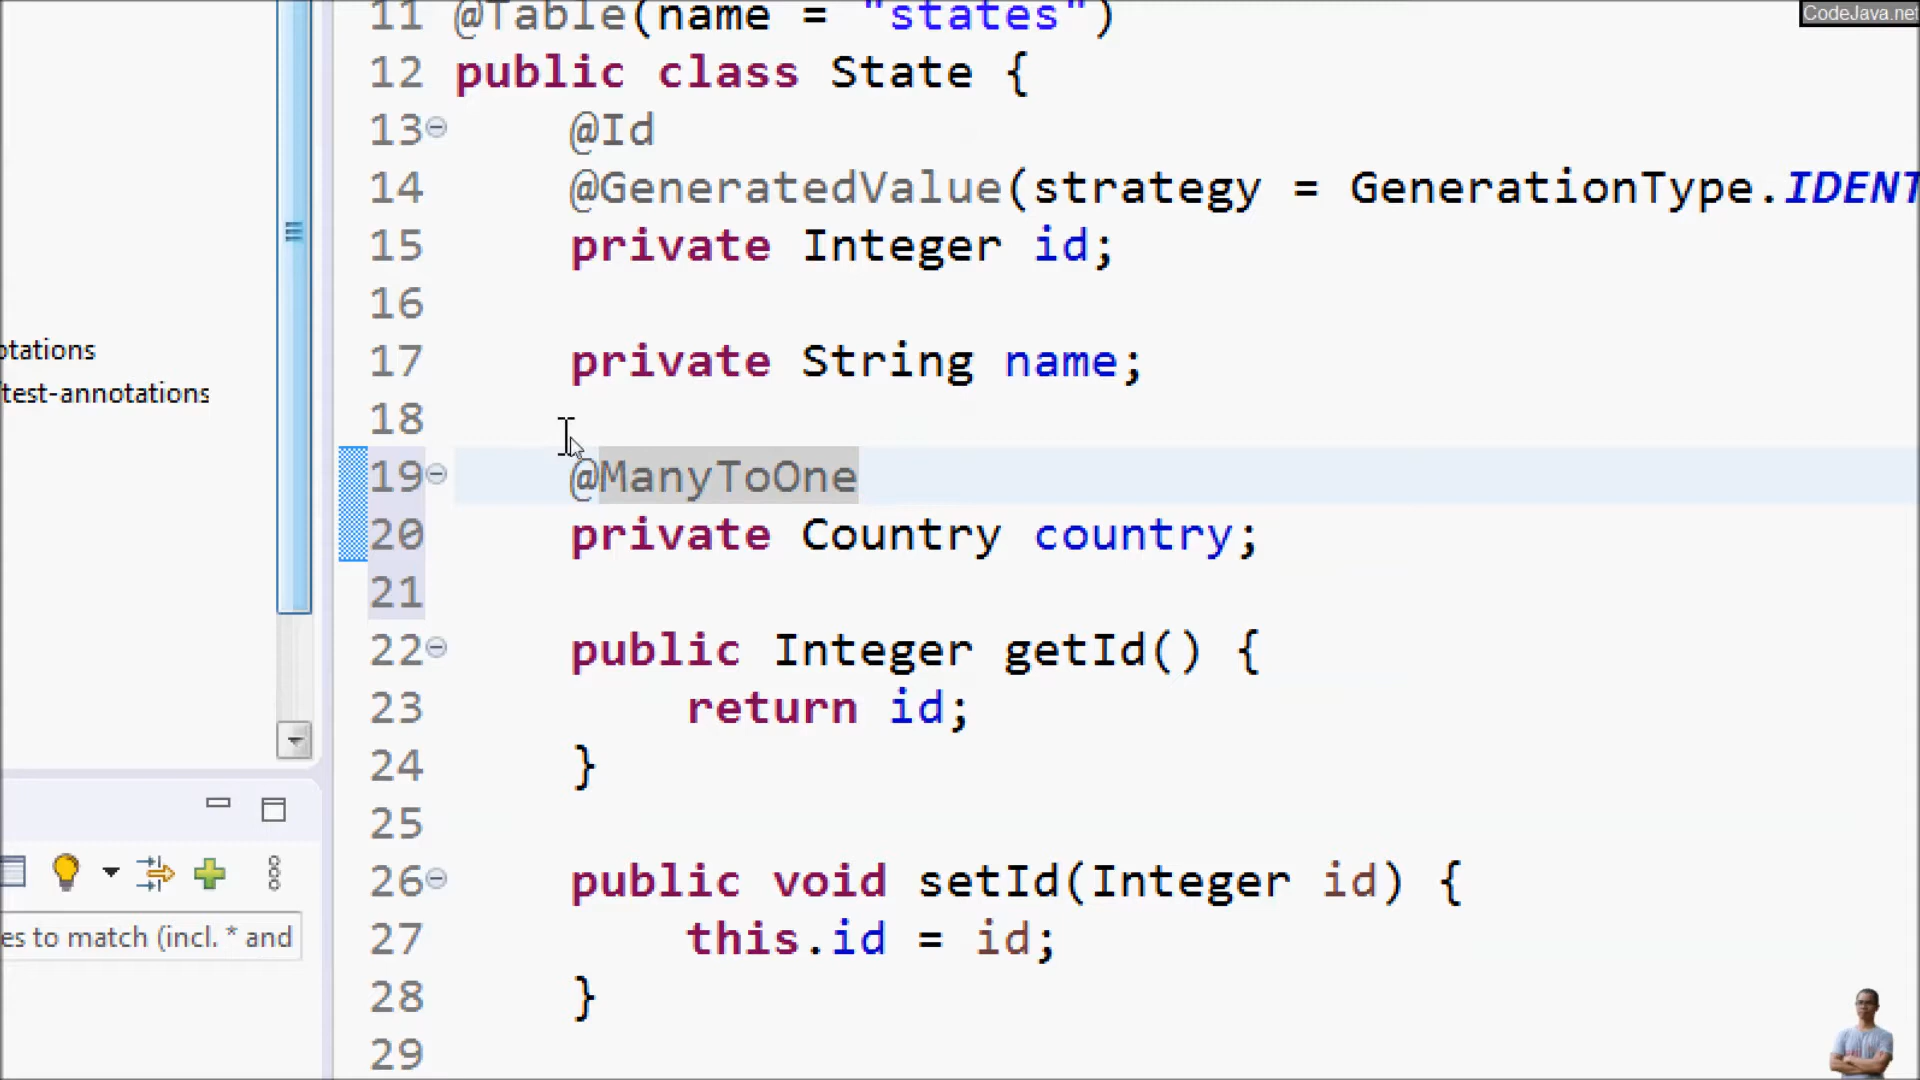 CodeJava.net
11 @Table(name = "states")
12 public class State {
13 @Id
14 @GeneratedValue(strategy = GenerationType.IDENT
15 private Integer id;
16
17 private String name;
18
19 @ManyToOne
20 private Country country;
21
22 public Integer getId() {
23 return id;
24 }
25
26 public void setId(Integer id) {
27 this.id = id;
28 }
29
otations
test-annotations
es to match (incl. * and